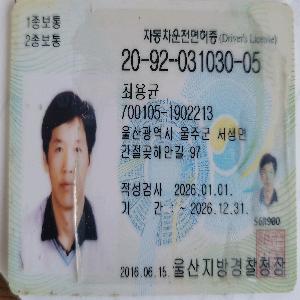 1종보통
2종보통
자동차운전면허증 (Driver's License)
20-92-031030-05
최용균
700105-1902213
울산광역시 울주군 서생면
간절곶해안길 97
적성검사 2026.01.01.
기 간 : ~ 2026.12.31.
56R900
2016.06.15. 울산지방경찰청장